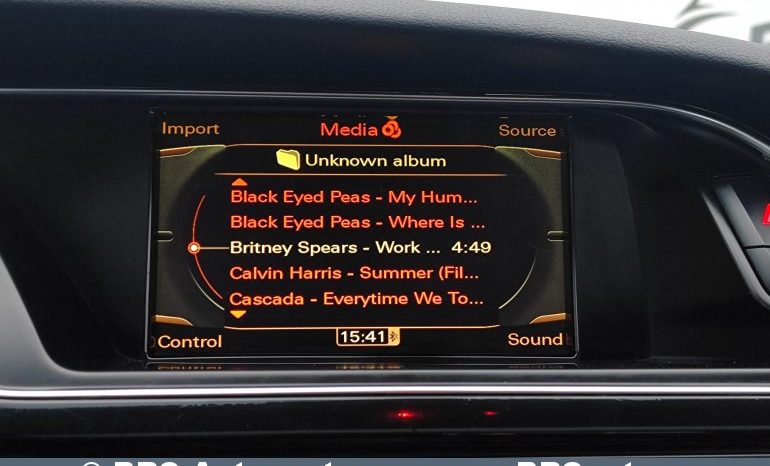 Import Media Source
Unknown album
Black Eyed Peas - My Hum...
Black Eyed Peas - Where Is ...
Britney Spears - Work ... 4:49
Calvin Harris - Summer (Fil...
Cascada - Everytime We To...
Control 15:41 Sound